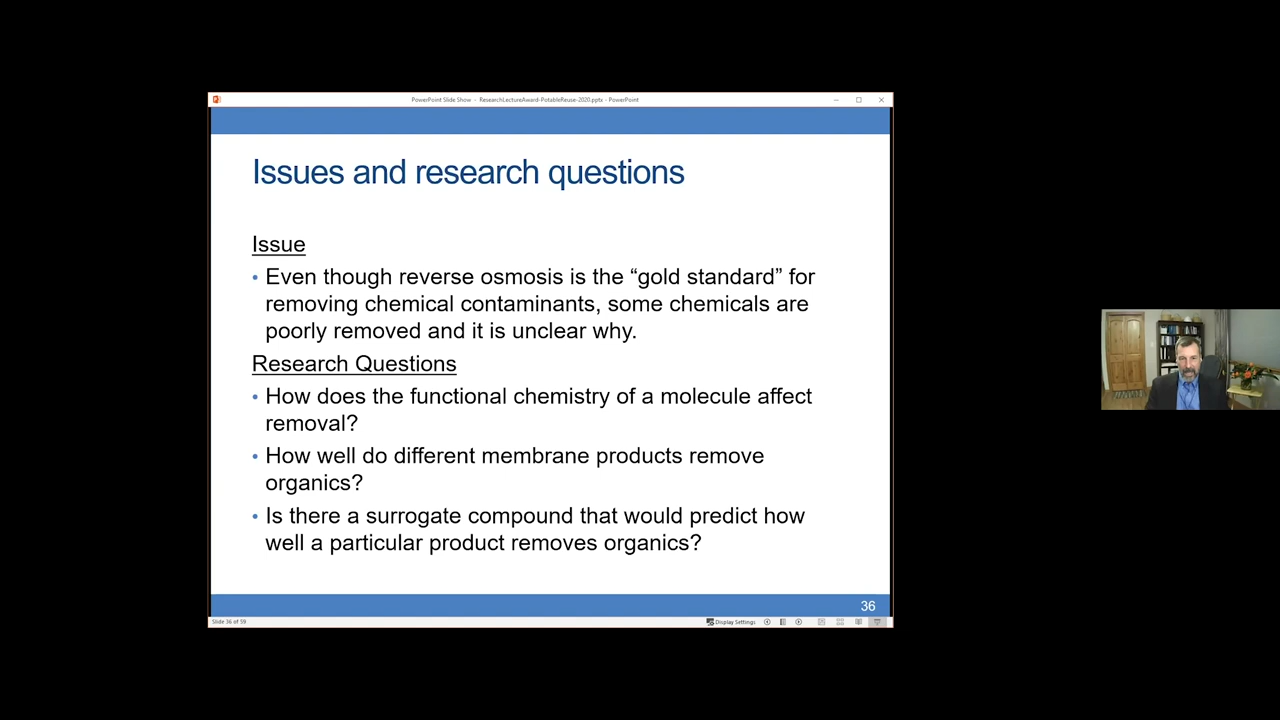 PowerPoint Slide Show - ResearchLectureAward-PotableReuse-2020.pptx - PowerPoint
Issues and research questions
Issue
• Even though reverse osmosis is the “gold standard” for
removing chemical contaminants, some chemicals are
poorly removed and it is unclear why.
Research Questions
• How does the functional chemistry of a molecule affect
removal?
• How well do different membrane products remove
organics?
• Is there a surrogate compound that would predict how
well a particular product removes organics?
36
Slide 36 of 59
Display Settings